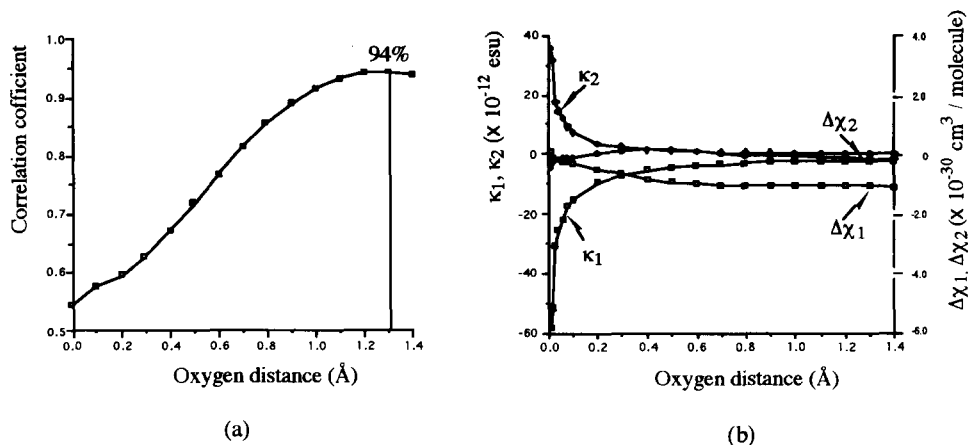 1.0
0.9
0.8
0.7
0.6
0.5
Correlation cofficient
94%
0.0 0.2 0.4 0.6 0.8 1.0 1.2 1.4
Oxygen distance (Å)
(a)
40
20
0
-20
-40
-60
κ1, κ2 (x 10-12 esu)
κ2
κ1
Δχ2
Δχ1
4.0
2.0
0
-2.0
-4.0
-6.0
Δχ1, Δχ2 (x 10-30 cm3 / molecule)
0.0 0.2 0.4 0.6 0.8 1.0 1.2 1.4
Oxygen distance (Å)
(b)